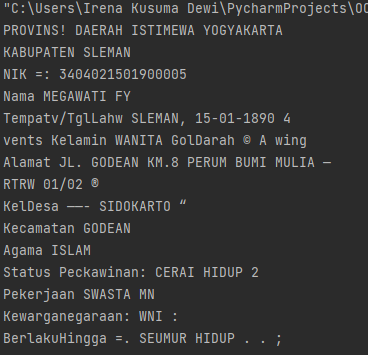 "C:\Users\Irena Kusuma Dewi\PycharmProjects\OC
PROVINS! DAERAH ISTIMEWA YOGYAKARTA
KABUPATEN SLEMAN
NIK =: 3404021501900005
Nama MEGAWATI FY
Tempatv/TglLahw SLEMAN, 15-01-1890 4
vents Kelamin WANITA GolDarah © A wing
Alamat JL. GODEAN KM.8 PERUM BUMI MULIA —
RTRW 01/02 ®
KelDesa ——- SIDOKARTO “
Kecamatan GODEAN
Agama ISLAM
Status Peckawinan: CERAI HIDUP 2
Pekerjaan SWASTA MN
Kewarganegaraan: WNI :
BerlakuHingga =. SEUMUR HIDUP . . ;